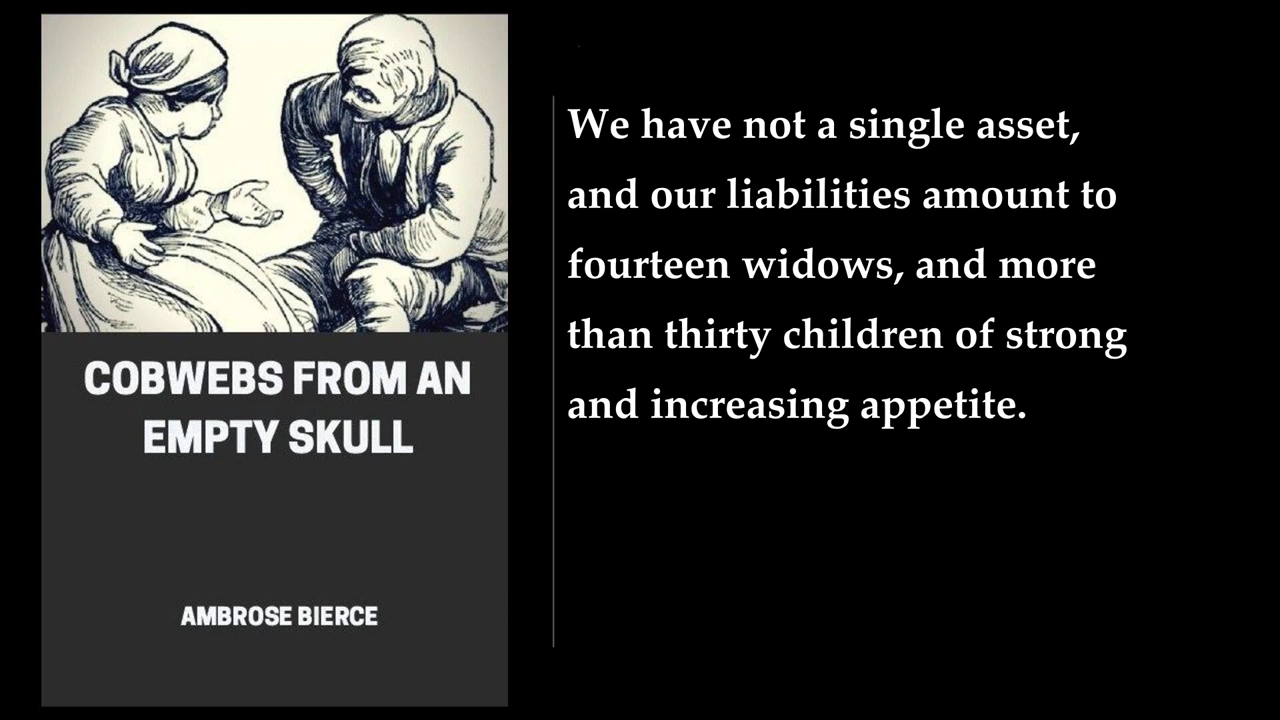 COBWEBS FROM AN
EMPTY SKULL
AMBROSE BIERCE
We have not a single asset,
and our liabilities amount to
fourteen widows, and more
than thirty children of strong
and increasing appetite.